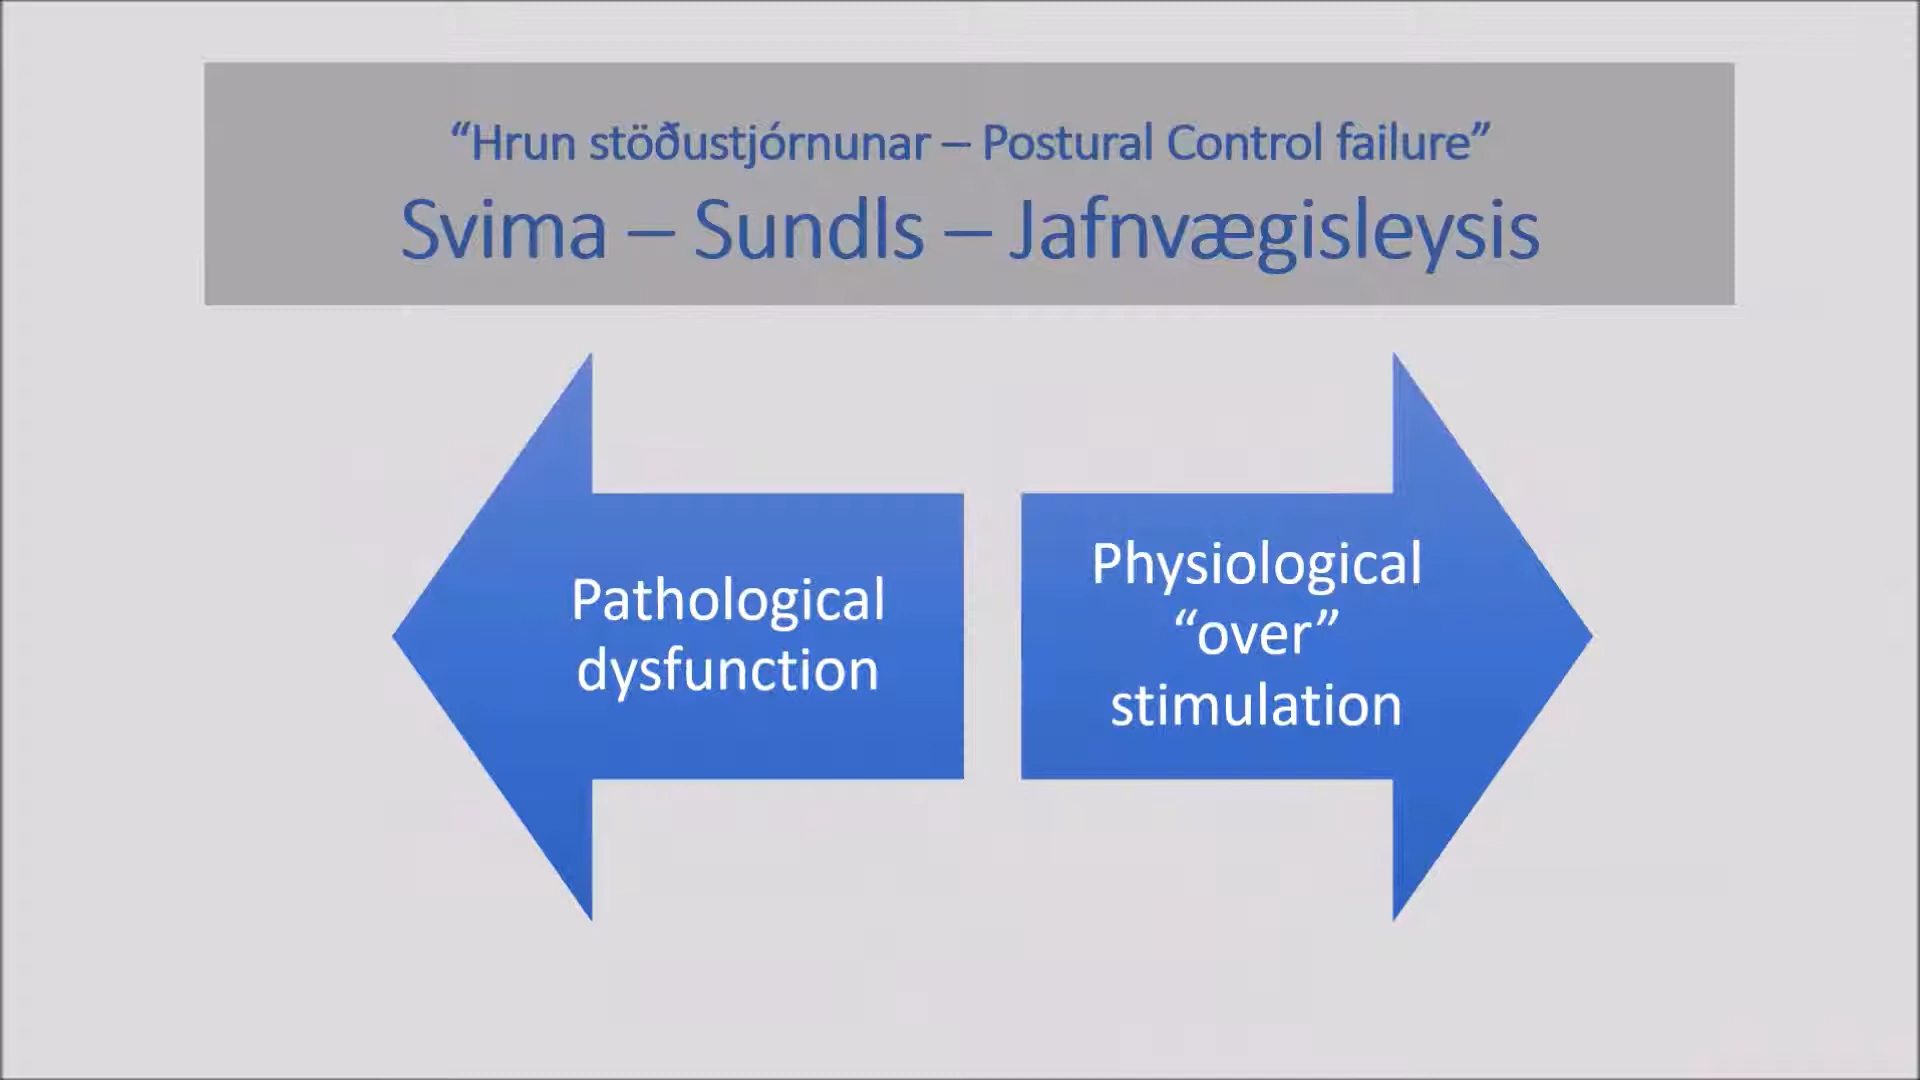 “Hrun stöðustjórnunar – Postural Control failure”
Svima – Sundls – Jafnvægisleysis
Pathological
dysfunction
Physiological
“over”
stimulation